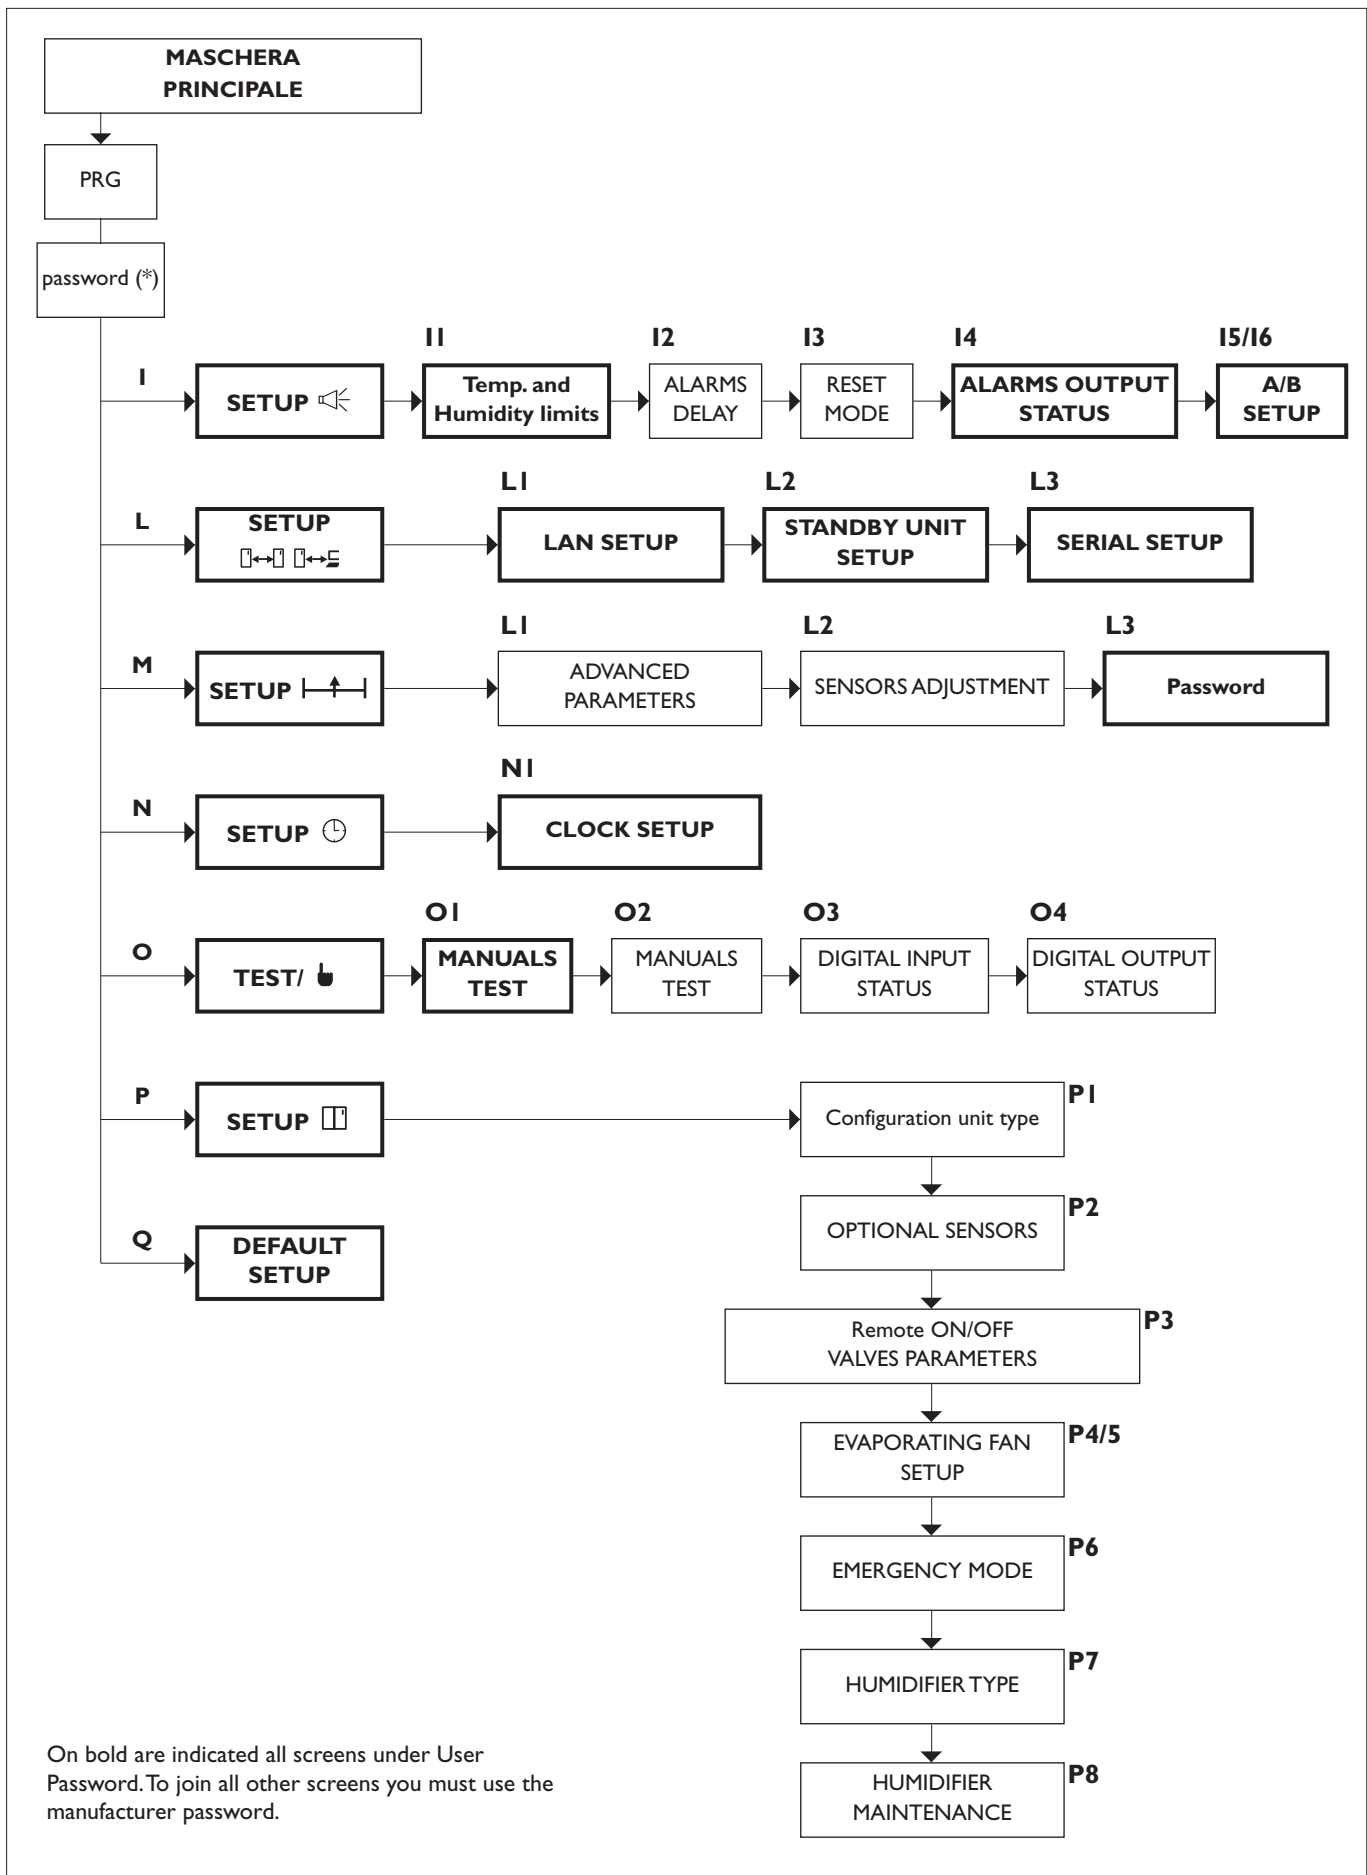 MASCHERA
PRINCIPALE
PRG
password (*)
I
SETUP
I1
Temp. and
Humidity limits
I2
ALARMS
DELAY
I3
RESET
MODE
I4
ALARMS OUTPUT
STATUS
I5/I6
A/B
SETUP
L
SETUP
L1
LAN SETUP
L2
STANDBY UNIT
SETUP
L3
SERIAL SETUP
M
SETUP
L1
ADVANCED
PARAMETERS
L2
SENSORS ADJUSTMENT
L3
Password
N
SETUP
N1
CLOCK SETUP
O
TEST/
O1
MANUALS
TEST
O2
MANUALS
TEST
O3
DIGITAL INPUT
STATUS
O4
DIGITAL OUTPUT
STATUS
P
SETUP
P1
Configuration unit type
P2
OPTIONAL SENSORS
Q
DEFAULT
SETUP
P3
Remote ON/OFF
VALVES PARAMETERS
P4/5
EVAPORATING FAN
SETUP
P6
EMERGENCY MODE
P7
HUMIDIFIER TYPE
P8
HUMIDIFIER
MAINTENANCE
On bold are indicated all screens under User
Password. To join all other screens you must use the
manufacturer password.